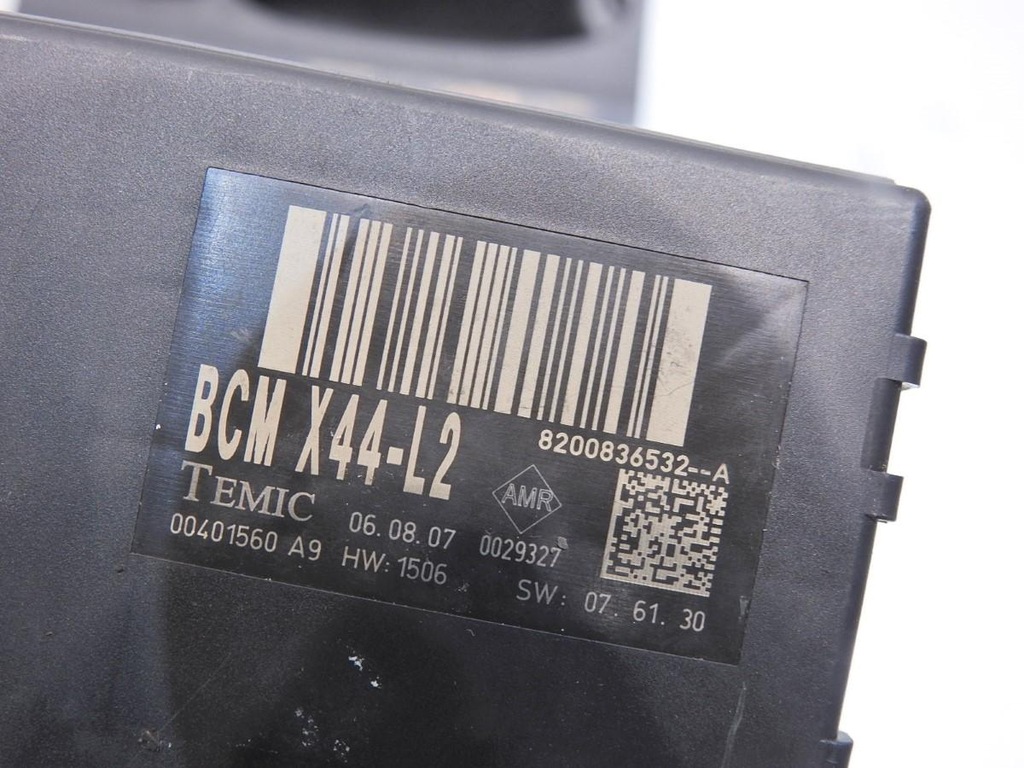 8200836532--A
BCM X44-L2
AMR
TEMIC 06.08.07 0029327
00401560 A9 HW:1506 SW: 07. 61. 30